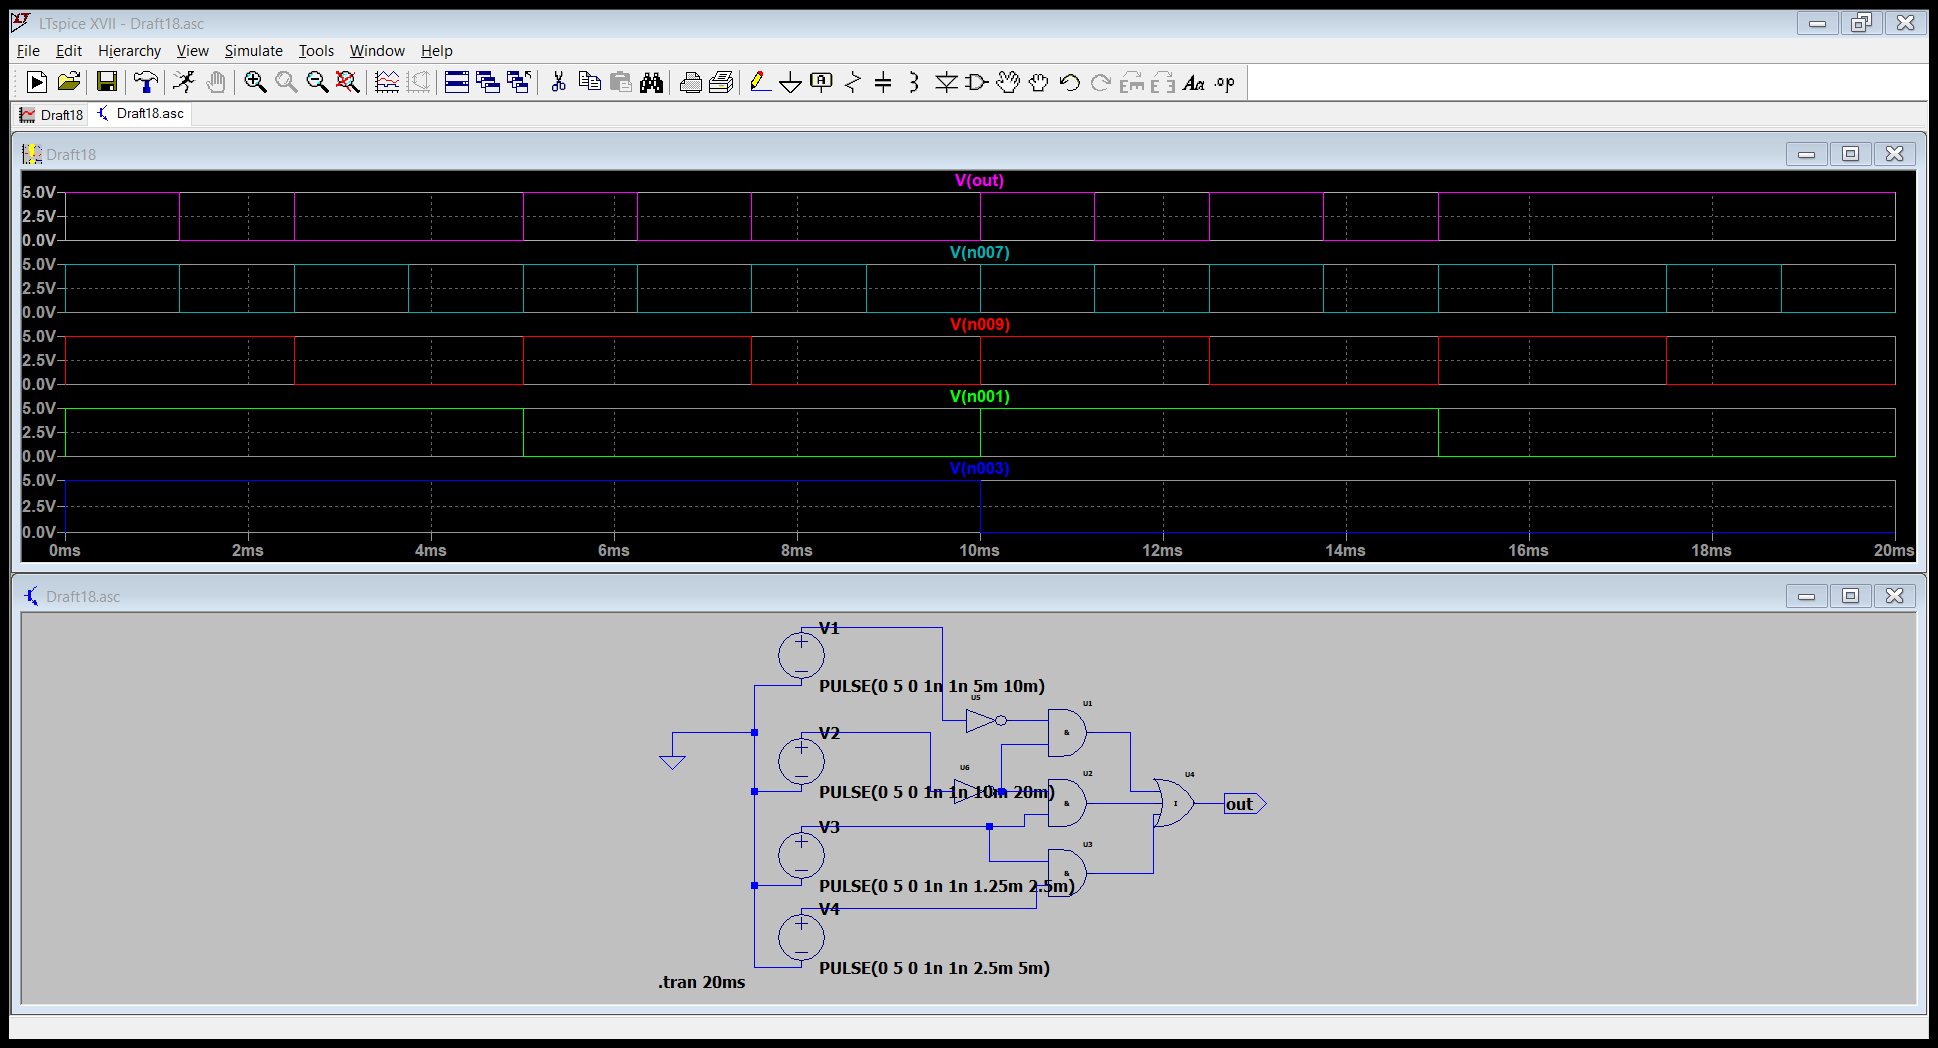 LTspice XVII - Draft18.asc
File Edit Hierarchy View Simulate Tools Window Help
A Aa .op
Draft18 Draft18.asc
Draft18
V(out)
5.0V
2.5V
0.0V
V(n007)
5.0V
2.5V
0.0V
V(n009)
5.0V
2.5V
0.0V
V(n001)
5.0V
2.5V
0.0V
V(n003)
5.0V
2.5V
0.0V
0ms 2ms 4ms 6ms 8ms 10ms 12ms 14ms 16ms 18ms 20ms
Draft18.asc
V1
PULSE(0 5 0 1n 1n 5m 10m)
U5
U1
&
V2
U6
U2
U4
PULSE(0 5 0 1n 1n 10m 20m)
&
I
out
V3
U3
&
PULSE(0 5 0 1n 1n 1.25m 2.5m)
V4
PULSE(0 5 0 1n 1n 2.5m 5m)
.tran 20ms